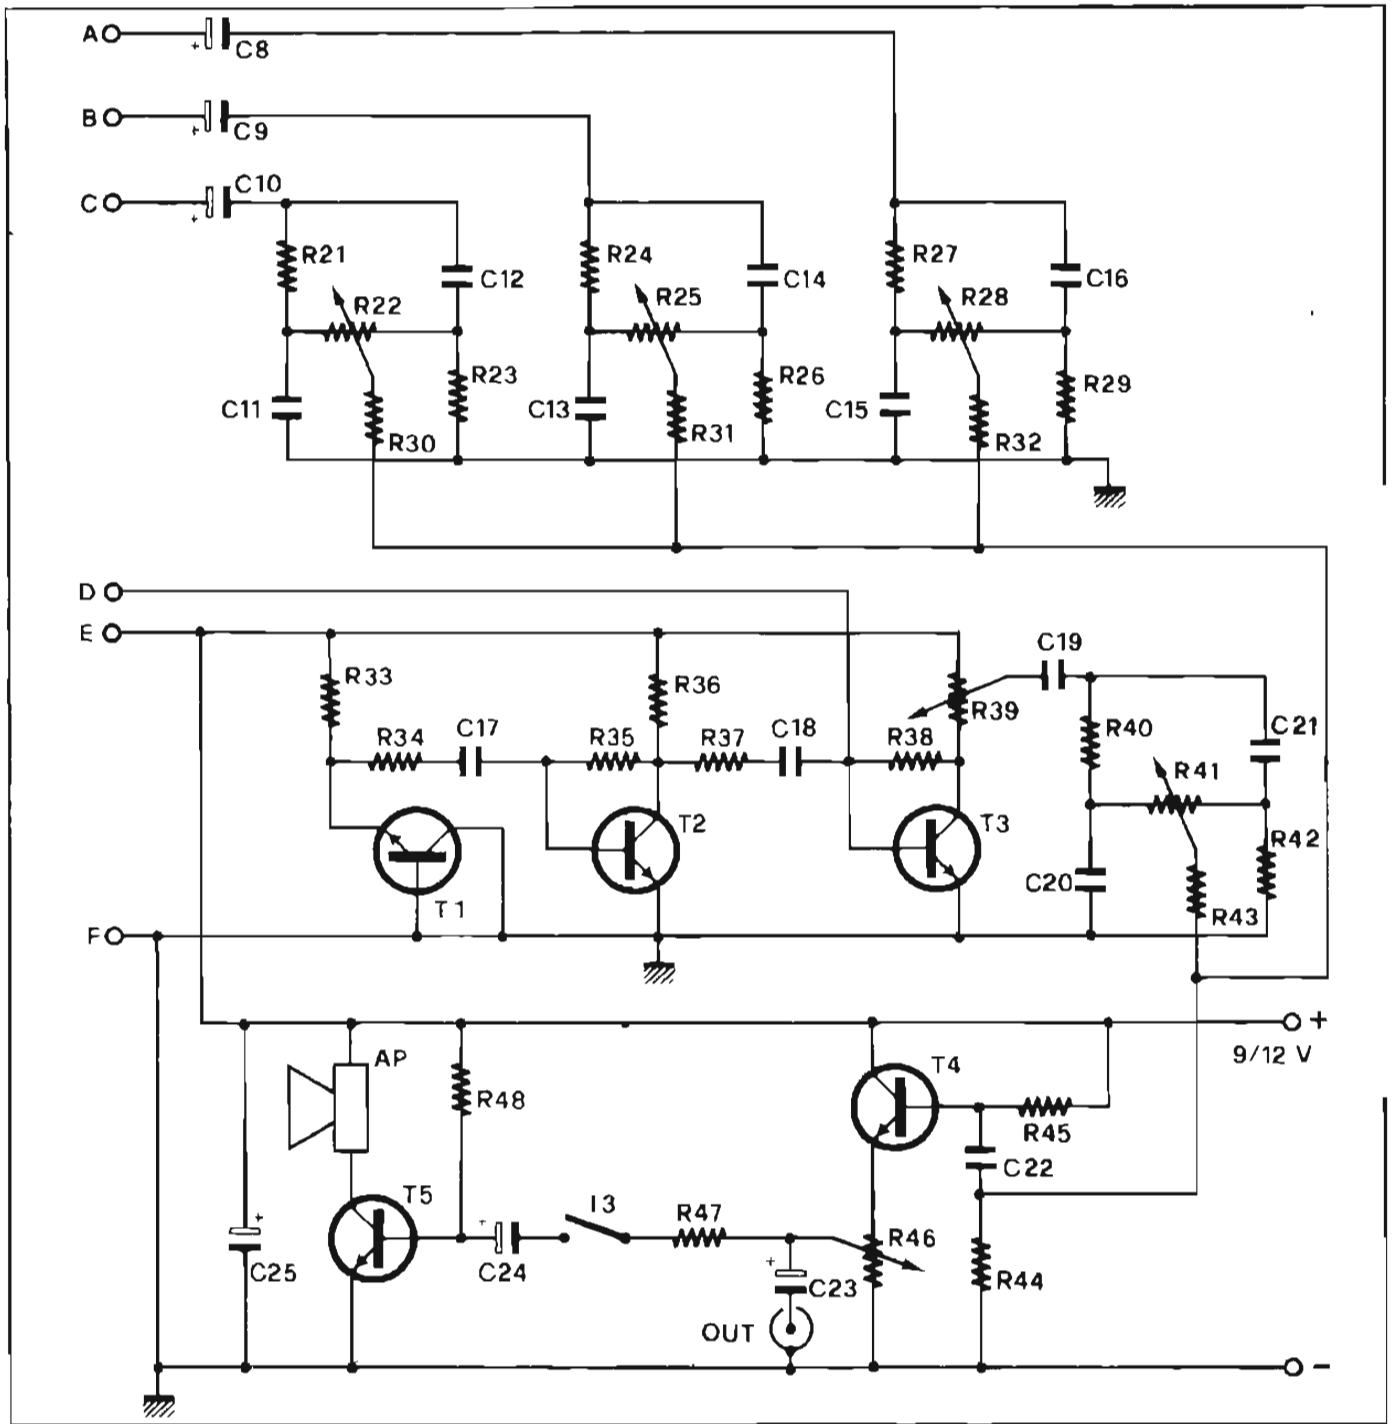 A
+ C8
B
+ C9
C
+ C10
R21
C12
R22
C11
R23
R30
R24
C14
R25
C13
R26
R31
R27
C16
R28
C15
R29
R32
D
E
R33
R34
C17
R35
R36
R37
C18
R38
R39
C19
R40
C21
R41
R42
C20
R43
T1
T2
T3
F
+
9/12 V
AP
R48
T4
R45
C22
T5
+
C25
+
C24
I3
R47
R46
+
C23
R44
OUT
−